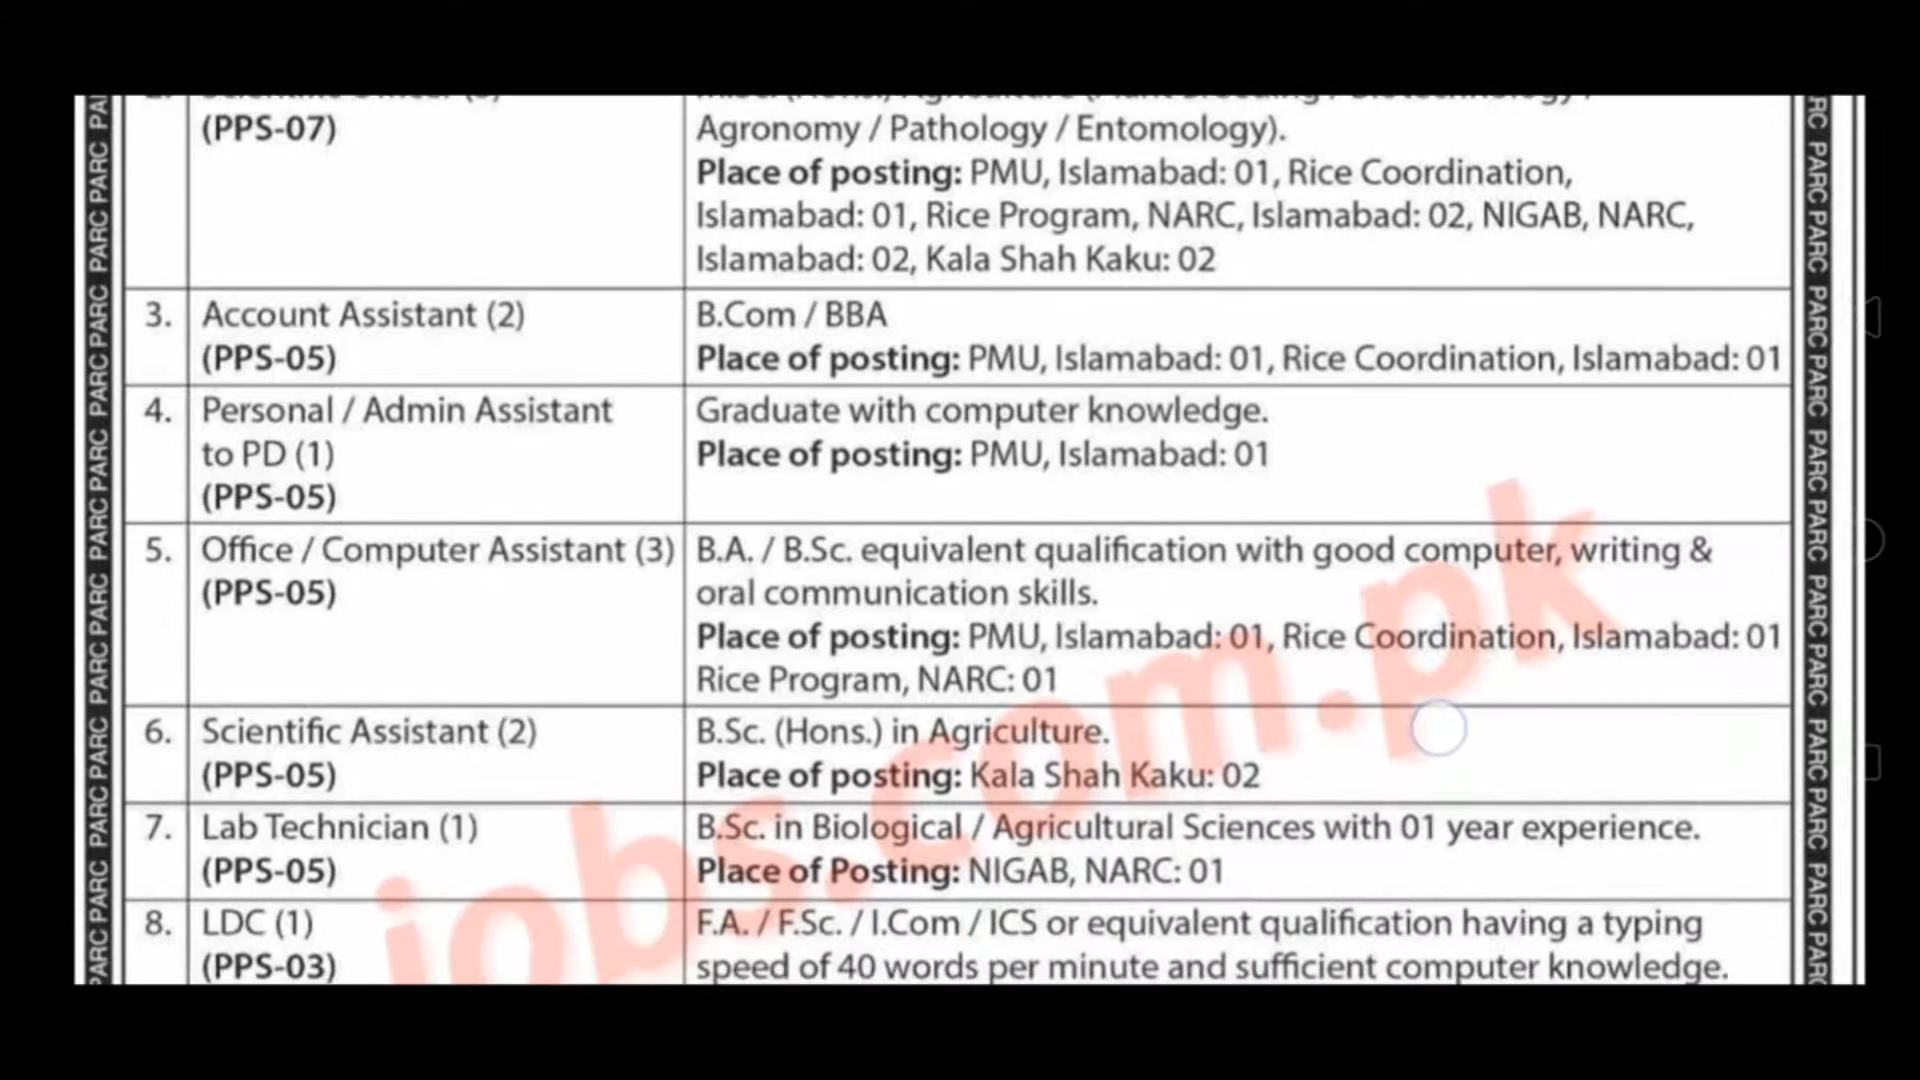 (PPS-07)
Agronomy / Pathology / Entomology).
Place of posting: PMU, Islamabad: 01, Rice Coordination,
Islamabad: 01, Rice Program, NARC, Islamabad: 02, NIGAB, NARC,
Islamabad: 02, Kala Shah Kaku: 02
3. Account Assistant (2)
(PPS-05)
B.Com / BBA
Place of posting: PMU, Islamabad: 01, Rice Coordination, Islamabad: 01
4. Personal / Admin Assistant
to PD (1)
(PPS-05)
Graduate with computer knowledge.
Place of posting: PMU, Islamabad: 01
5. Office / Computer Assistant (3)
(PPS-05)
B.A. / B.Sc. equivalent qualification with good computer, writing &
oral communication skills.
Place of posting: PMU, Islamabad: 01, Rice Coordination, Islamabad: 01
Rice Program, NARC: 01
6. Scientific Assistant (2)
(PPS-05)
B.Sc. (Hons.) in Agriculture.
Place of posting: Kala Shah Kaku: 02
7. Lab Technician (1)
(PPS-05)
B.Sc. in Biological / Agricultural Sciences with 01 year experience.
Place of Posting: NIGAB, NARC: 01
8. LDC (1)
(PPS-03)
F.A. / F.Sc. / I.Com / ICS or equivalent qualification having a typing
speed of 40 words per minute and sufficient computer knowledge.
jobs.com.pk
PARC PARC PARC PARC PARC PARC PARC PARC PARC PARC PARC
PARC PARC PARC PARC PARC PARC PARC PARC PARC PARC PARC